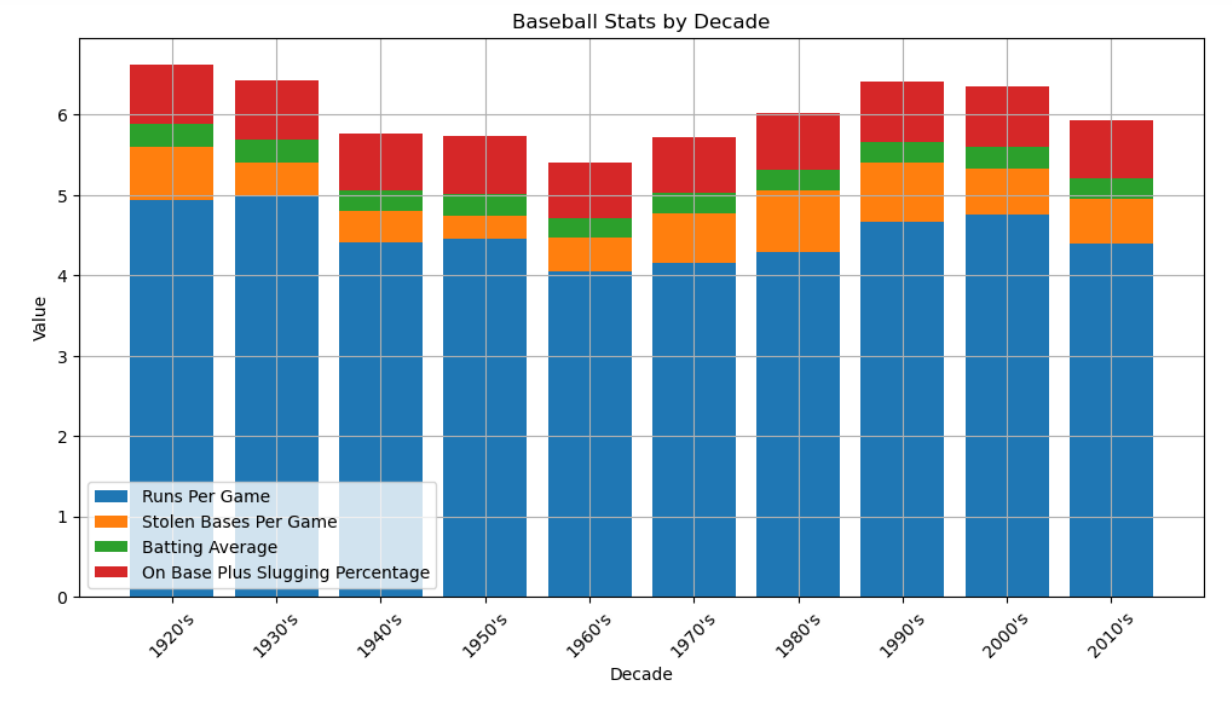 Baseball Stats by Decade
Value
6
5
4
3
2
1
0
Runs Per Game
Stolen Bases Per Game
Batting Average
On Base Plus Slugging Percentage
1920's
1930's
1940's
1950's
1960's
1970's
1980's
1990's
2000's
2010's
Decade